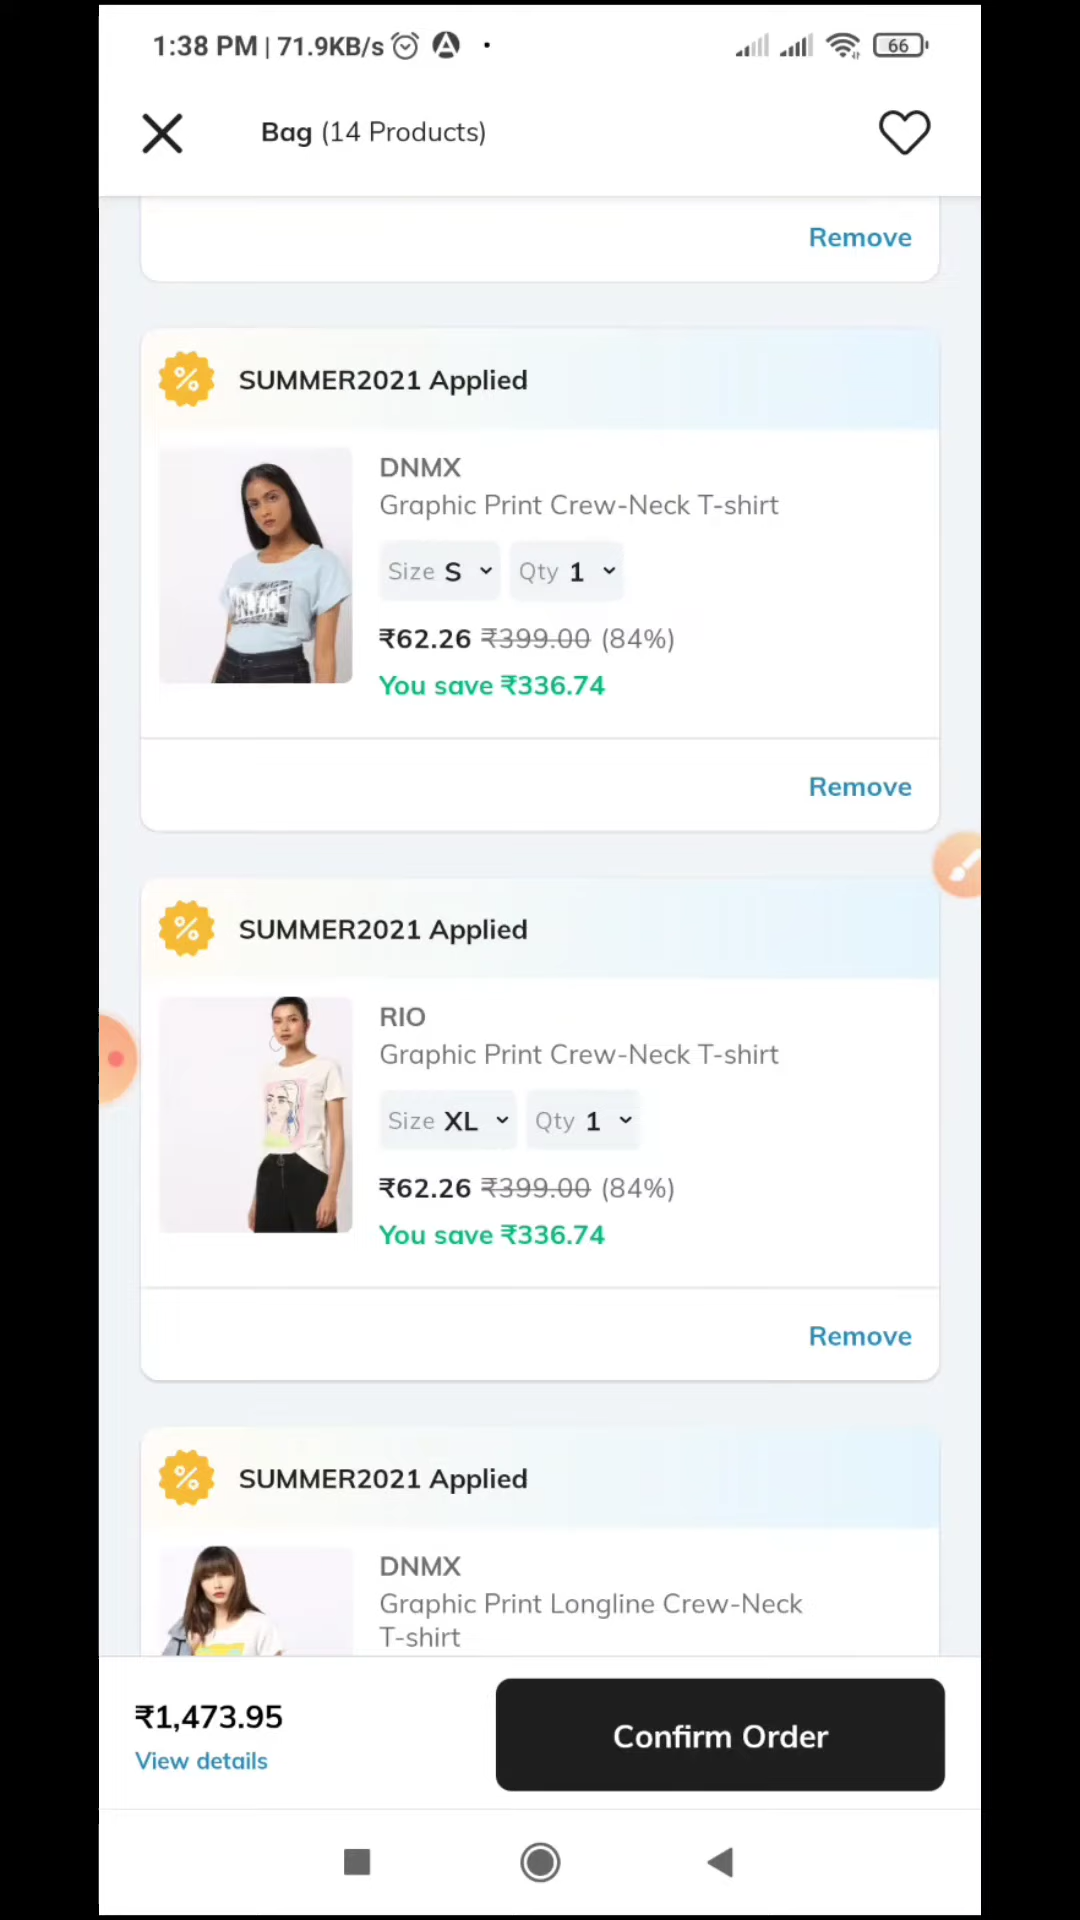 1:38 PM | 71.9KB/s
66
Bag (14 Products)
Remove
SUMMER2021 Applied
DNMX
Graphic Print Crew-Neck T-shirt
Size S Qty 1
₹62.26 ₹399.00 (84%)
You save ₹336.74
Remove
SUMMER2021 Applied
RIO
Graphic Print Crew-Neck T-shirt
Size XL Qty 1
₹62.26 ₹399.00 (84%)
You save ₹336.74
Remove
SUMMER2021 Applied
DNMX
Graphic Print Longline Crew-Neck
T-shirt
₹1,473.95
View details
Confirm Order